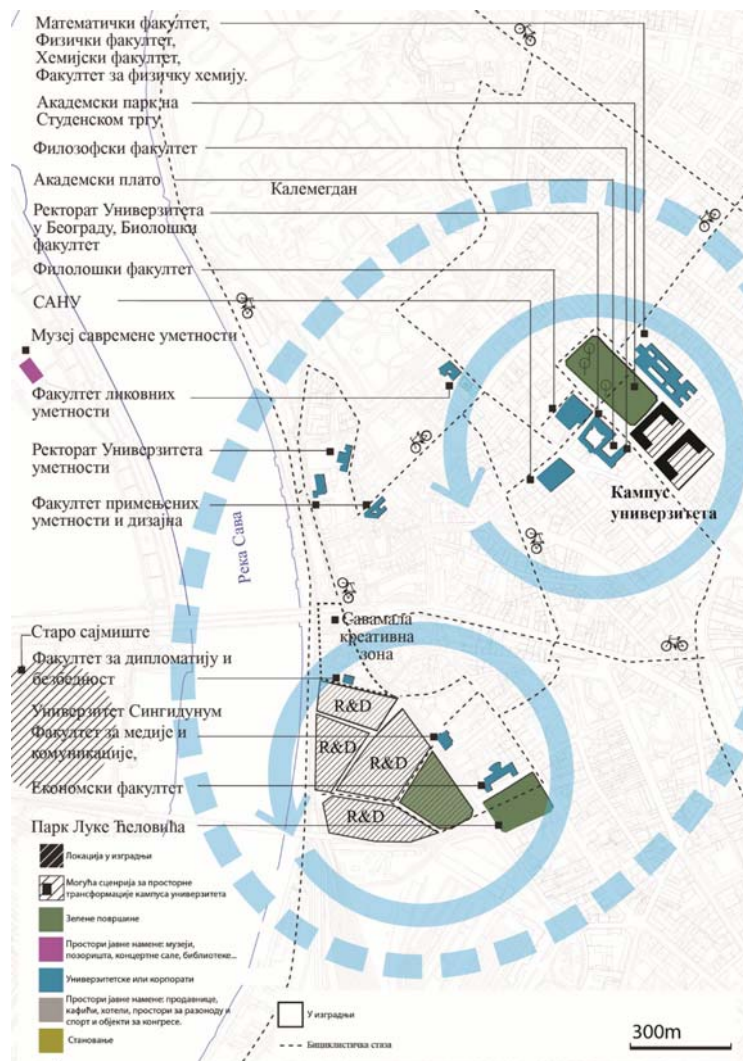 Математички факултет,
Физички факултет,
Хемијски факултет,
Факултет за физичку хемију.
Академски парк на
Студенском тргу
Филозофски факултет
Академски плато
Калемегдан
Ректорат Универзитета
у Београду, Биолошки
факултет
Филолошки факултет
САНУ
Музеј савремене уметности
Факултет ликовних
уметности
Ректорат Универзитета
уметности
Факултет примењених
уметности и дизајна
Кампус
универзитета
Река Сава
Савамала
креативна
зона
Старо сајмиште
Факултет за дипломатију и
безбедност
Универзитет Сингидунум
Факултет за медије и
комуникације,
Економски факултет
Парк Луке Ћеловића
R&D
R&D
R&D
R&D
Локација у изградњи
Могућа сценрија за просторне
трансформације кампуса универзитета
Зелене површине
Простори јавне намене: музеји,
позоришта, концертне сале, библиотеке...
Универзитетске или корпорати
Простори јавне намене: продавнице,
кафићи, хотели, простори за разоноду и
спорт и објекти за конгресе.
Становање
У изградњи
Бициклистичка стаза
300m